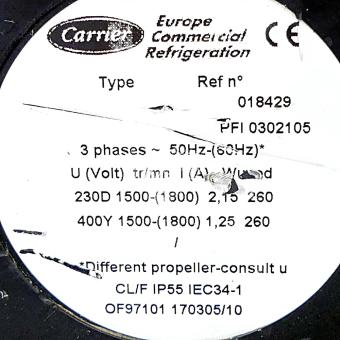 Carrier
Europe
Commercial
Refrigeration
CE
Type Ref n°
018429
PFI 0302105
3 phases ~ 50Hz-(60Hz)*
U (Volt) tr/mn I (A)
230D 1500-(1800) 2,15 260
400Y 1500-(1800) 1,25 260
/
*Different propeller-consult u
CL/F IP55 IEC34-1
OF97101 170305/10